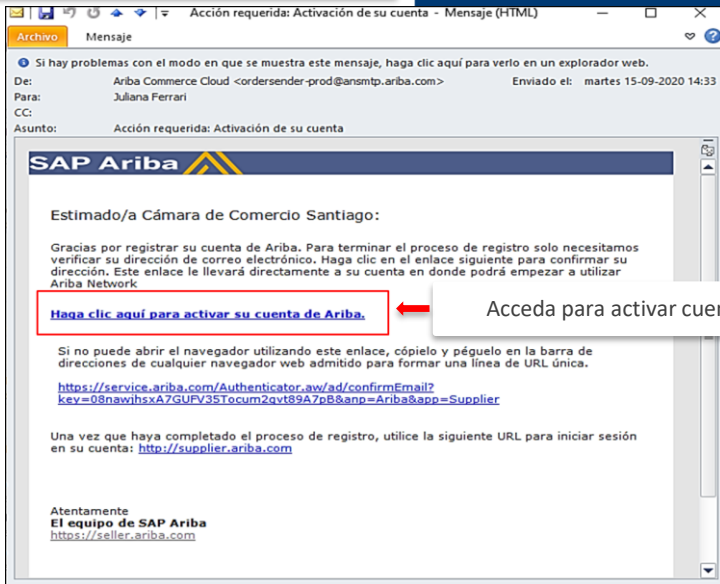 Acción requerida: Activación de su cuenta - Mensaje (HTML)
Archivo Mensaje
Si hay problemas con el modo en que se muestra este mensaje, haga clic aquí para verlo en un explorador web.
De: Ariba Commerce Cloud <ordersender-prod@ansmtp.ariba.com> Enviado el: martes 15-09-2020 14:33
Para: Juliana Ferrari
CC:
Asunto: Acción requerida: Activación de su cuenta
SAP Ariba
Estimado/a Cámara de Comercio Santiago:
Gracias por registrar su cuenta de Ariba. Para terminar el proceso de registro solo necesitamos
verificar su dirección de correo electrónico. Haga clic en el enlace siguiente para confirmar su
dirección. Este enlace le llevará directamente a su cuenta en donde podrá empezar a utilizar
Ariba Network
Haga clic aquí para activar su cuenta de Ariba.
Acceda para activar cuen
Si no puede abrir el navegador utilizando este enlace, cópielo y péguelo en la barra de
direcciones de cualquier navegador web admitido para formar una línea de URL única.
https://service.ariba.com/Authenticator.aw/ad/confirmEmail?
key=08nawjhsxA7GUFV35Tocum2qvt89A7pB&anp=Ariba&app=Supplier
Una vez que haya completado el proceso de registro, utilice la siguiente URL para iniciar sesión
en su cuenta: http://supplier.ariba.com
Atentamente
El equipo de SAP Ariba
https://seller.ariba.com